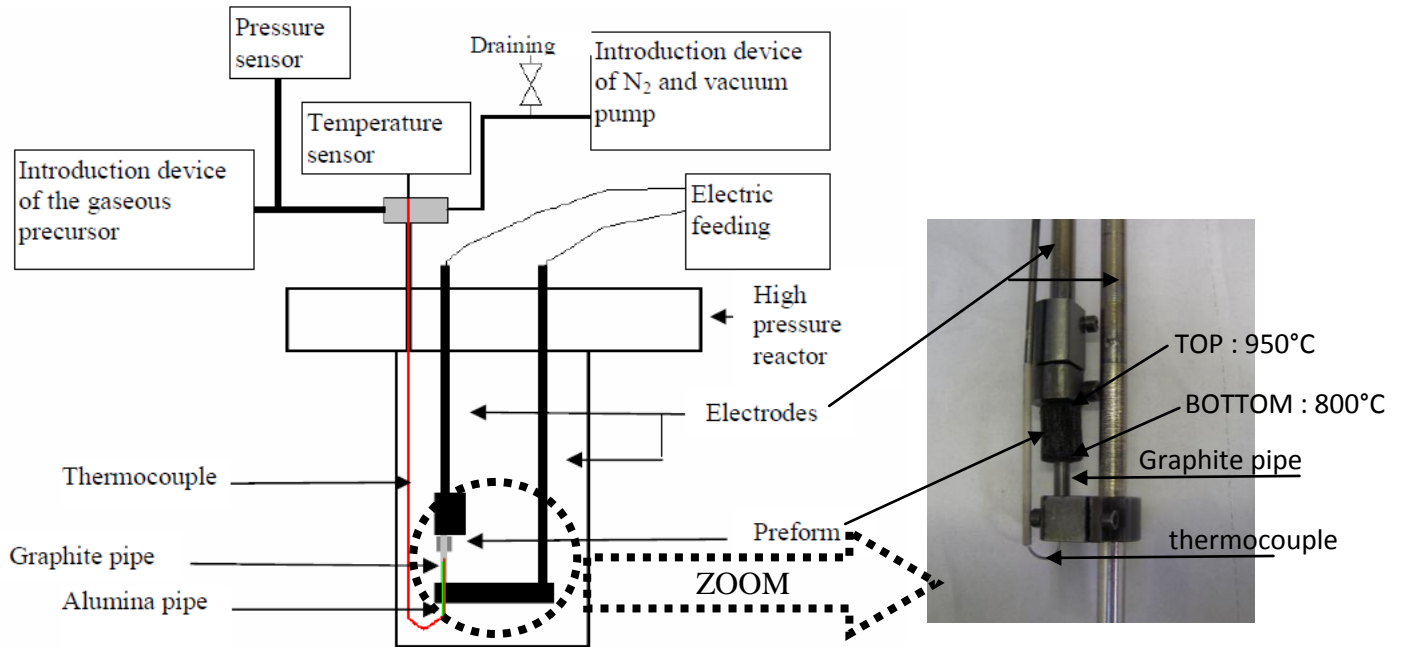 Pressure
sensor
Draining
Introduction device
of N₂ and vacuum
pump
Temperature
sensor
Introduction device
of the gaseous
precursor
Electric
feeding
High
pressure
reactor
TOP : 950°C
Electrodes
BOTTOM : 800°C
Graphite pipe
Thermocouple
Preform
thermocouple
Graphite pipe
ZOOM
Alumina pipe